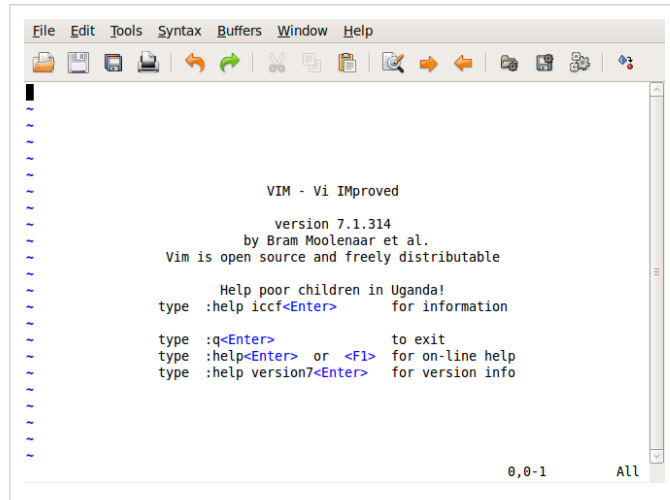 File Edit Tools Syntax Buffers Window Help
~
~
~
~
~
~ VIM - Vi IMproved
~
~ version 7.1.314
~ by Bram Moolenaar et al.
~ Vim is open source and freely distributable
~
~ Help poor children in Uganda!
~ type :help iccf<Enter> for information
~
~ type :q<Enter> to exit
~ type :help<Enter> or <F1> for on-line help
~ type :help version7<Enter> for version info
~
~
~
~
~
0,0-1 All